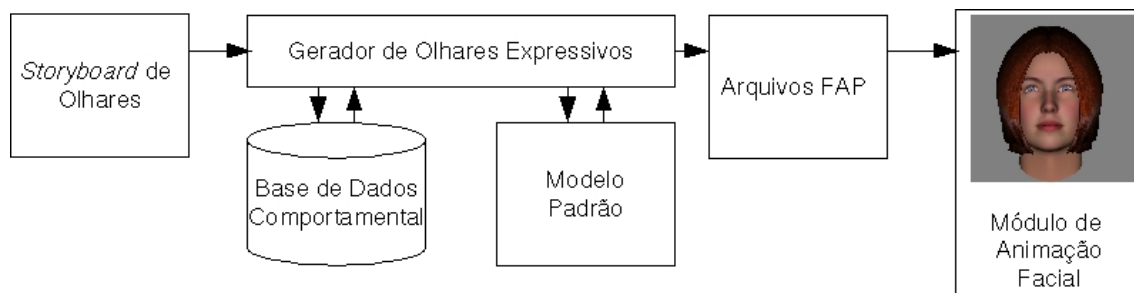 Storyboard de
Olhares
Gerador de Olhares Expressivos
Base de Dados
Comportamental
Modelo
Padrão
Arquivos FAP
Módulo de
Animação
Facial